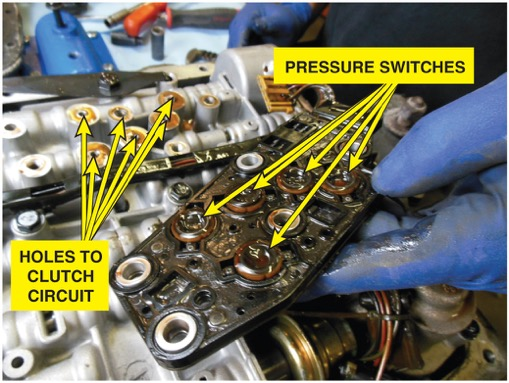 PRESSURE SWITCHES
HOLES TO
CLUTCH
CIRCUIT